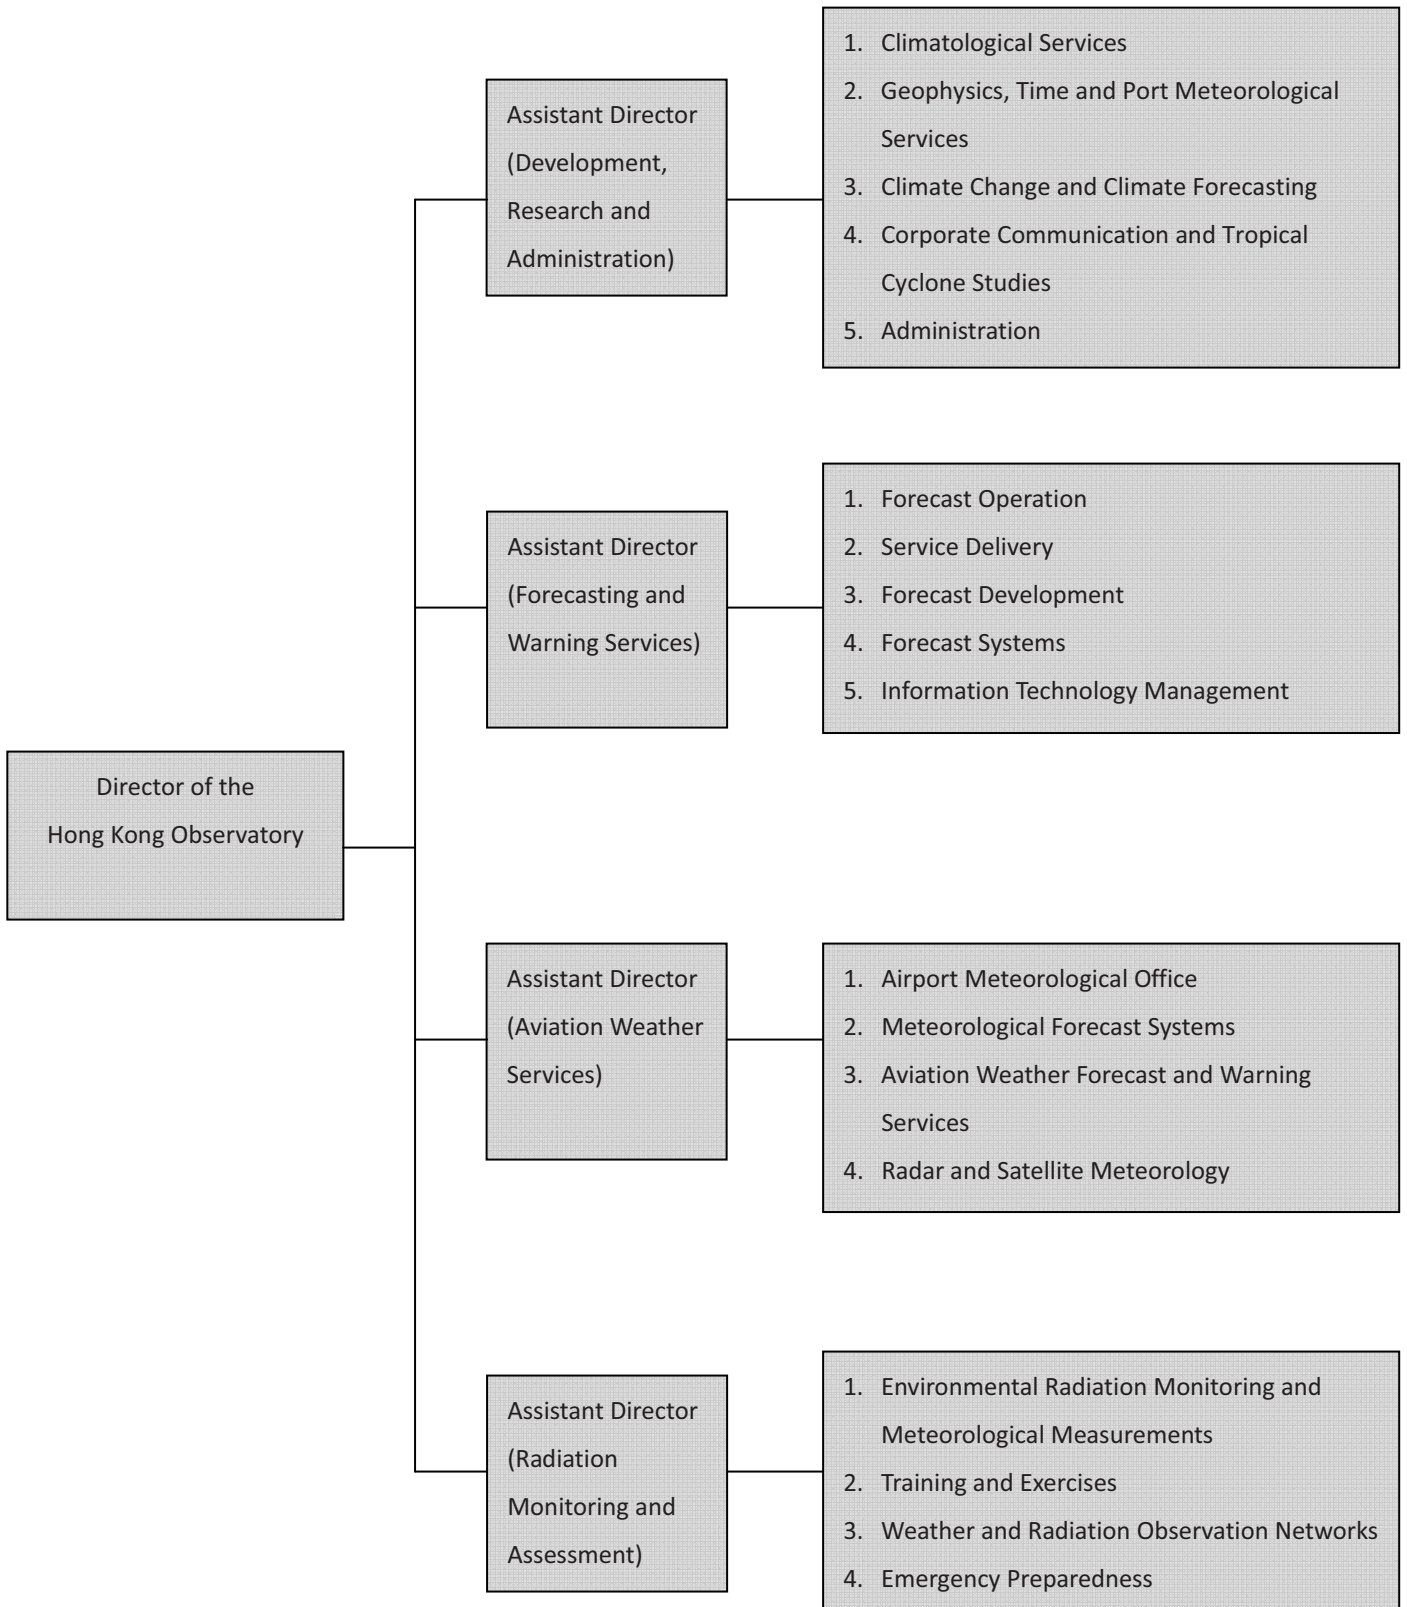 Director of the
Hong Kong Observatory
Assistant Director
(Development,
Research and
Administration)
1. Climatological Services
2. Geophysics, Time and Port Meteorological
Services
3. Climate Change and Climate Forecasting
4. Corporate Communication and Tropical
Cyclone Studies
5. Administration
Assistant Director
(Forecasting and
Warning Services)
1. Forecast Operation
2. Service Delivery
3. Forecast Development
4. Forecast Systems
5. Information Technology Management
Assistant Director
(Aviation Weather
Services)
1. Airport Meteorological Office
2. Meteorological Forecast Systems
3. Aviation Weather Forecast and Warning
Services
4. Radar and Satellite Meteorology
Assistant Director
(Radiation
Monitoring and
Assessment)
1. Environmental Radiation Monitoring and
Meteorological Measurements
2. Training and Exercises
3. Weather and Radiation Observation Networks
4. Emergency Preparedness